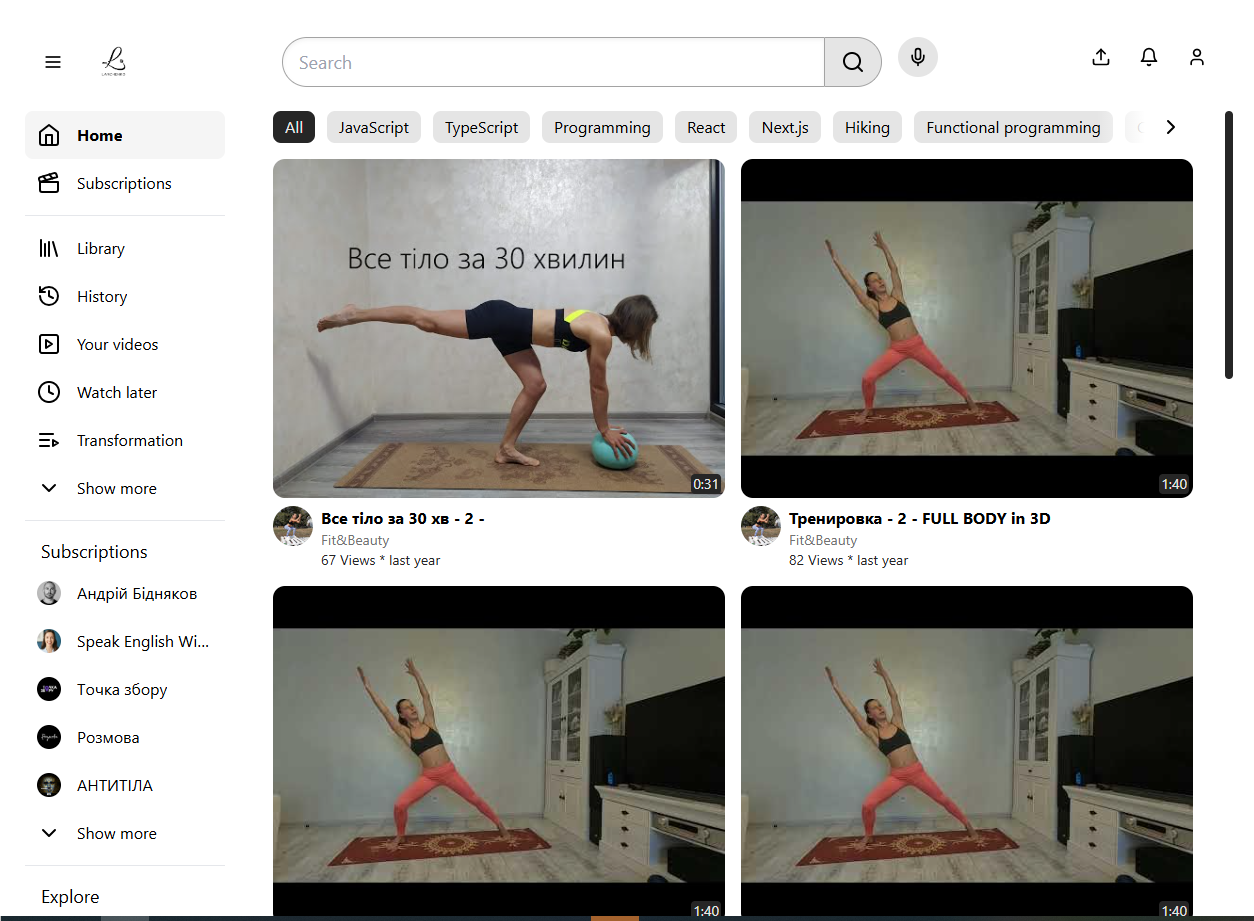 Search
Home
Subscriptions
Library
History
Your videos
Watch later
Transformation
Show more
Subscriptions
Андрій Бідняков
Speak English Wi...
Точка збору
Розмова
АНТИТІЛА
Show more
Explore
All
JavaScript
TypeScript
Programming
React
Next.js
Hiking
Functional programming
Все тіло за 30 хвилин
0:31
1:40
Все тіло за 30 хв - 2 -
Fit&Beauty
67 Views * last year
Тренировка - 2 - FULL BODY in 3D
Fit&Beauty
82 Views * last year
1:40
1:40